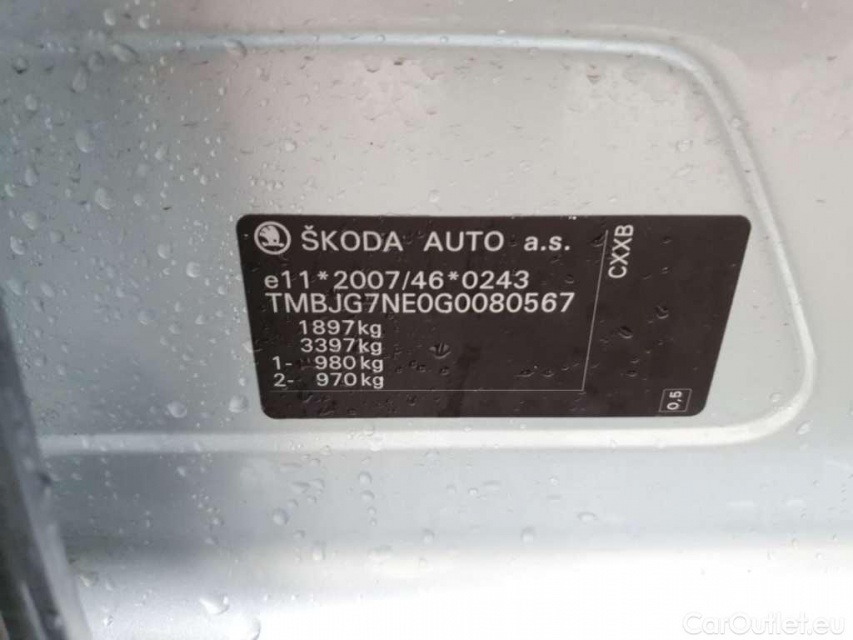 ŠKODA AUTO a.s.
e11*2007/46*0243
TMBJG7NE0G0080567
1897kg
3397kg
1- 980kg
2- 970kg
CXXB
0,5
CarOutlet.eu